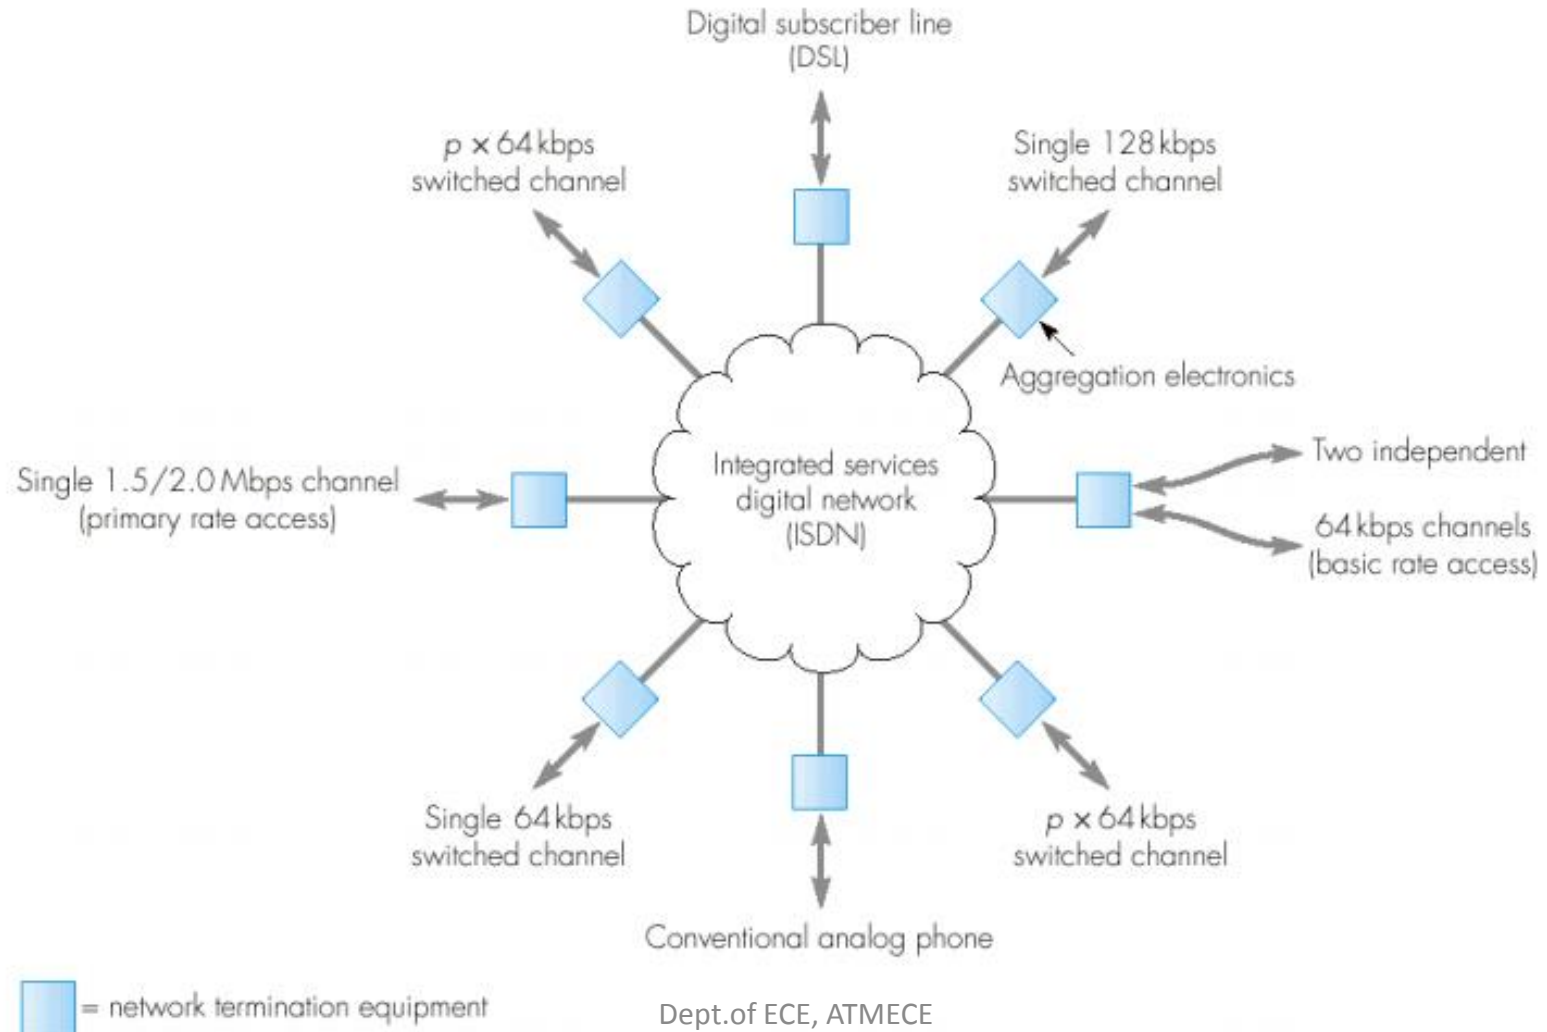 Digital subscriber line
(DSL)
p × 64 kbps
switched channel
Single 128 kbps
switched channel
Aggregation electronics
Single 1.5/2.0 Mbps channel
(primary rate access)
Integrated services
digital network
(ISDN)
Two independent
64 kbps channels
(basic rate access)
Single 64 kbps
switched channel
p × 64 kbps
switched channel
Conventional analog phone
= network termination equipment
Dept.of ECE, ATMECE